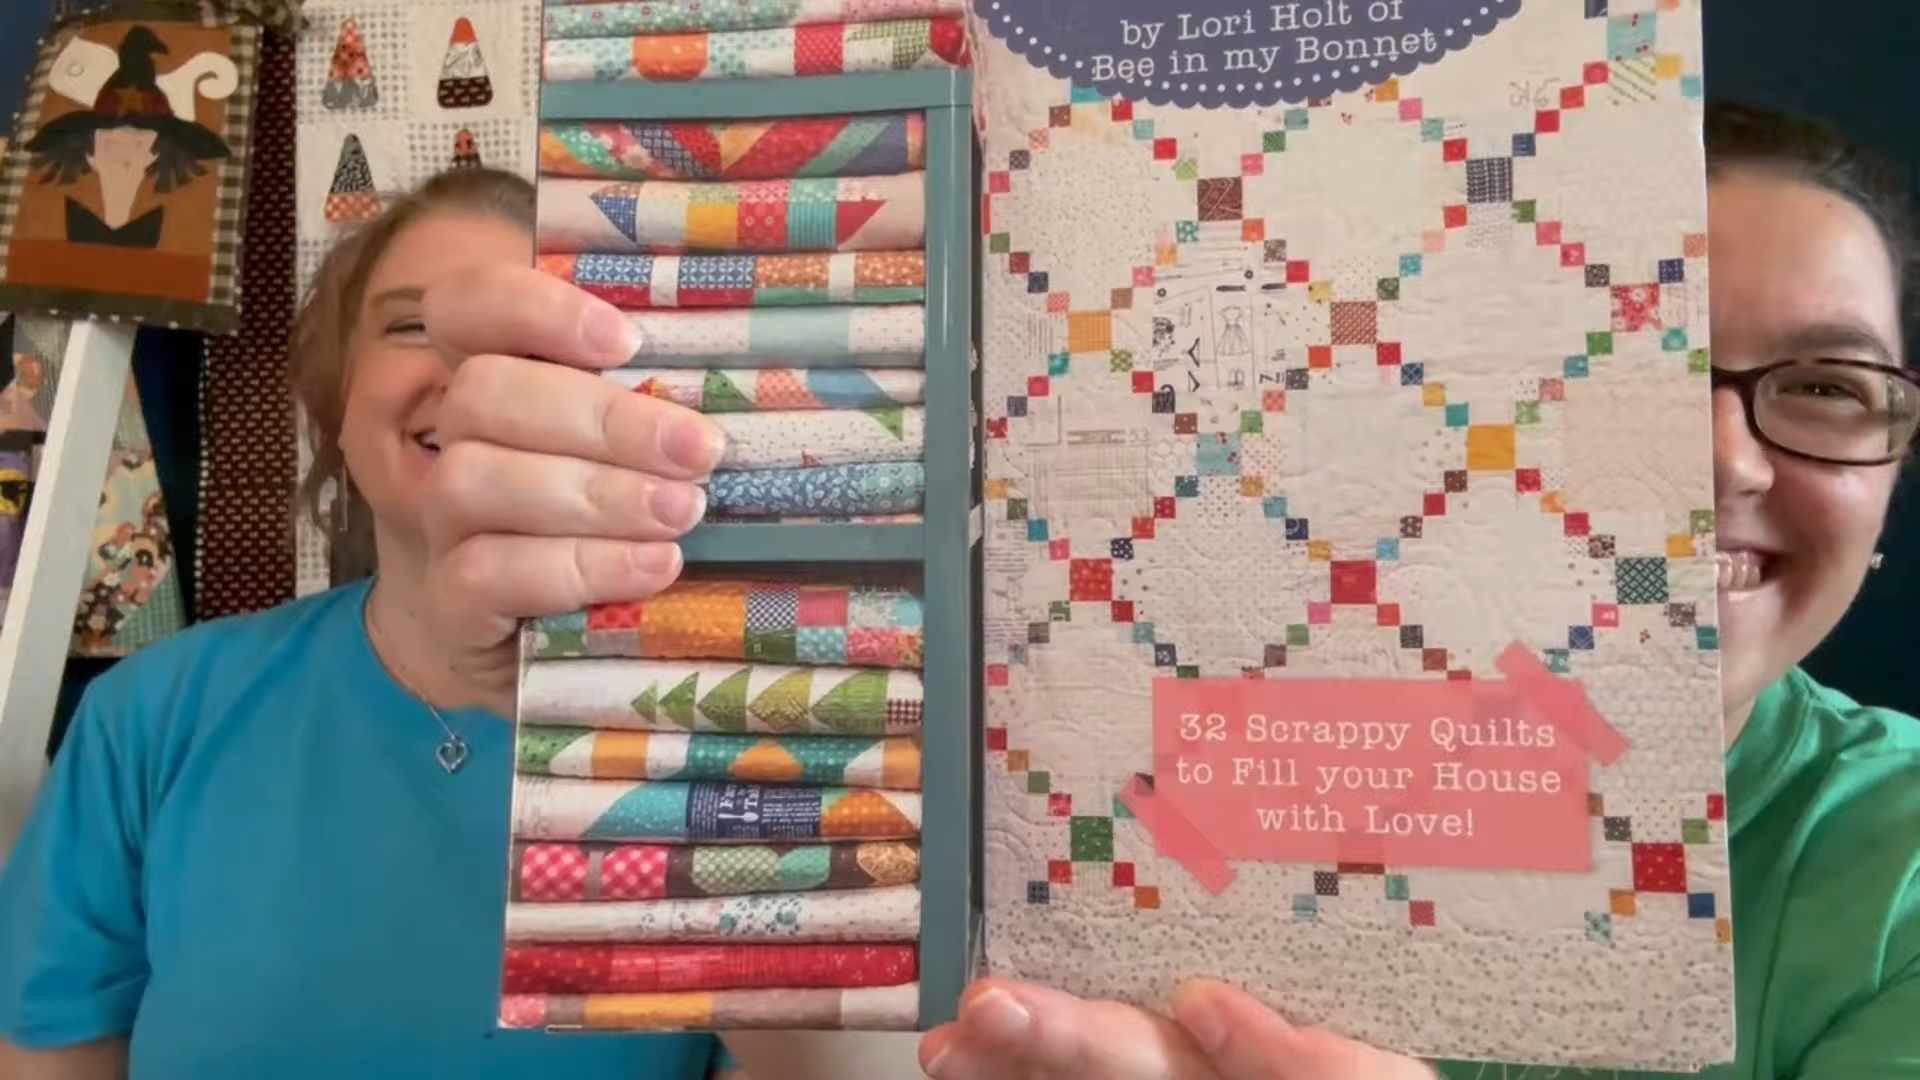 by Lori Holt of
Bee in my Bonnet
32 Scrappy Quilts
to Fill your House
with Love!